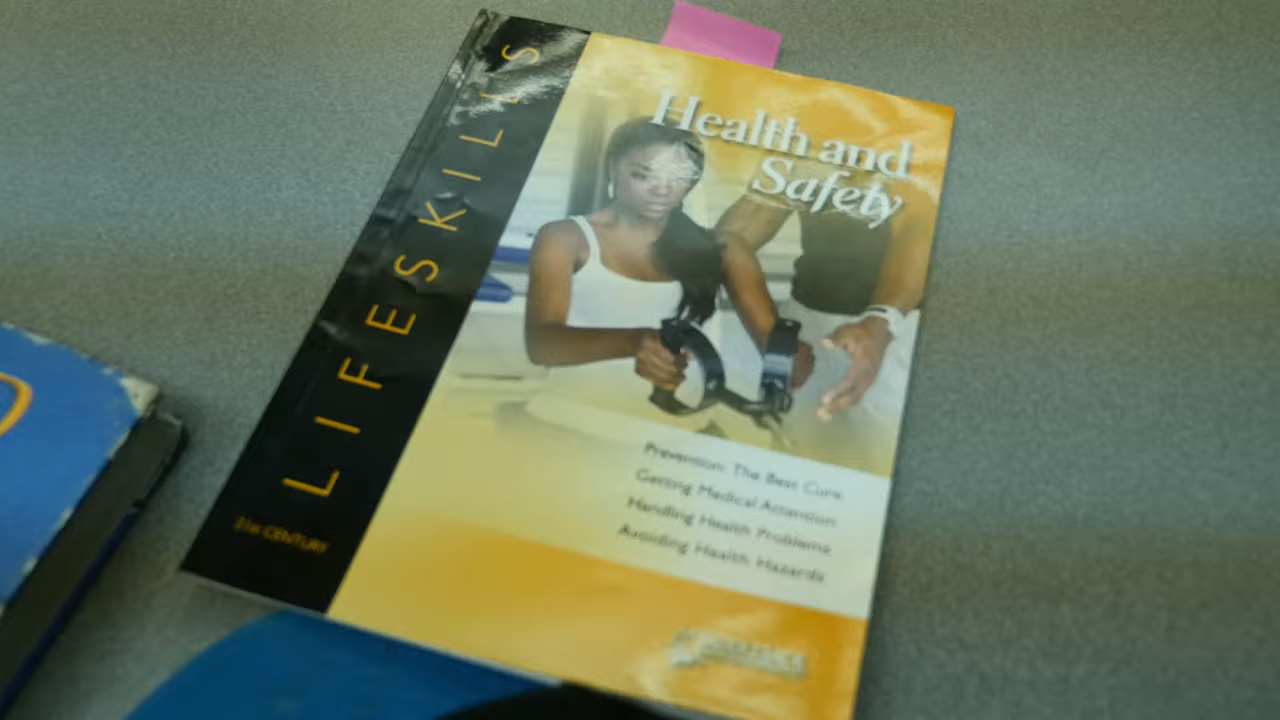 LIFESKILLS
21st CENTURY
Health and
Safety
Prevention: The Best Cure
Getting Medical Attention
Handling Health Problems
Avoiding Health Hazards